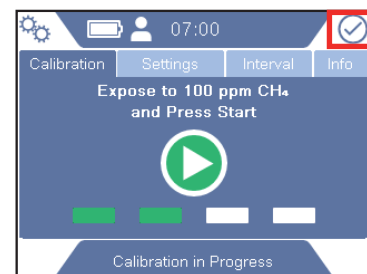 07:00
Calibration Settings Interval Info
Expose to 100 ppm CH₄
and Press Start
Calibration in Progress